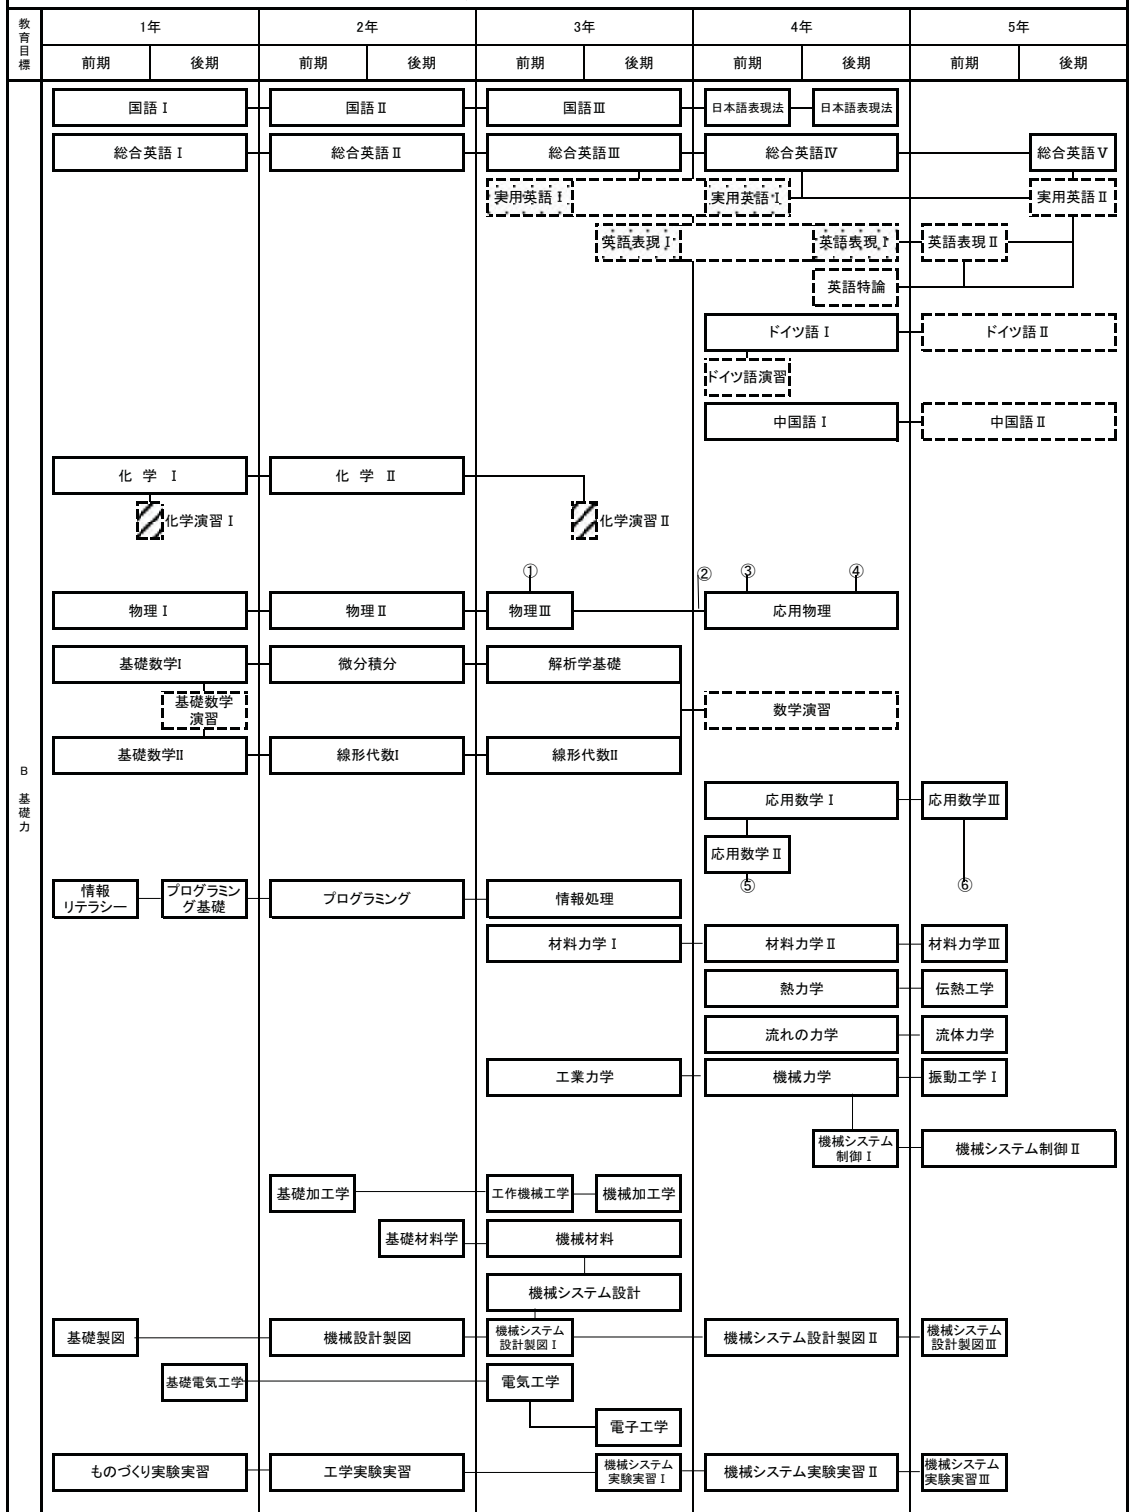 教育目標
1年
2年
3年
4年
5年
前期
後期
前期
後期
前期
後期
前期
後期
前期
後期
国語Ⅰ
国語Ⅱ
国語Ⅲ
日本語表現法
日本語表現法
総合英語Ⅰ
総合英語Ⅱ
総合英語Ⅲ
総合英語Ⅳ
総合英語Ⅴ
実用英語Ⅰ
実用英語Ⅰ
実用英語Ⅱ
英語表現Ⅰ
英語表現Ⅰ
英語表現Ⅱ
英語特論
ドイツ語Ⅰ
ドイツ語Ⅱ
ドイツ語演習
中国語Ⅰ
中国語Ⅱ
化 学 Ⅰ
化 学 Ⅱ
化学演習Ⅰ
化学演習Ⅱ
①
②
③
④
物理Ⅰ
物理Ⅱ
物理Ⅲ
応用物理
基礎数学I
微分積分
解析学基礎
基礎数学
演習
数学演習
基礎数学II
線形代数I
線形代数II
B 基礎力
応用数学Ⅰ
応用数学Ⅲ
応用数学Ⅱ
⑤
⑥
情報
リテラシー
プログラミン
グ基礎
プログラミング
情報処理
材料力学Ⅰ
材料力学Ⅱ
材料力学Ⅲ
熱力学
伝熱工学
流れの力学
流体力学
工業力学
機械力学
振動工学Ⅰ
機械システム
制御Ⅰ
機械システム制御Ⅱ
基礎加工学
工作機械工学
機械加工学
基礎材料学
機械材料
機械システム設計
基礎製図
機械設計製図
機械システム
設計製図Ⅰ
機械システム設計製図Ⅱ
機械システム
設計製図Ⅲ
基礎電気工学
電気工学
電子工学
ものづくり実験実習
工学実験実習
機械システム
実験実習Ⅰ
機械システム実験実習Ⅱ
機械システム
実験実習Ⅲ